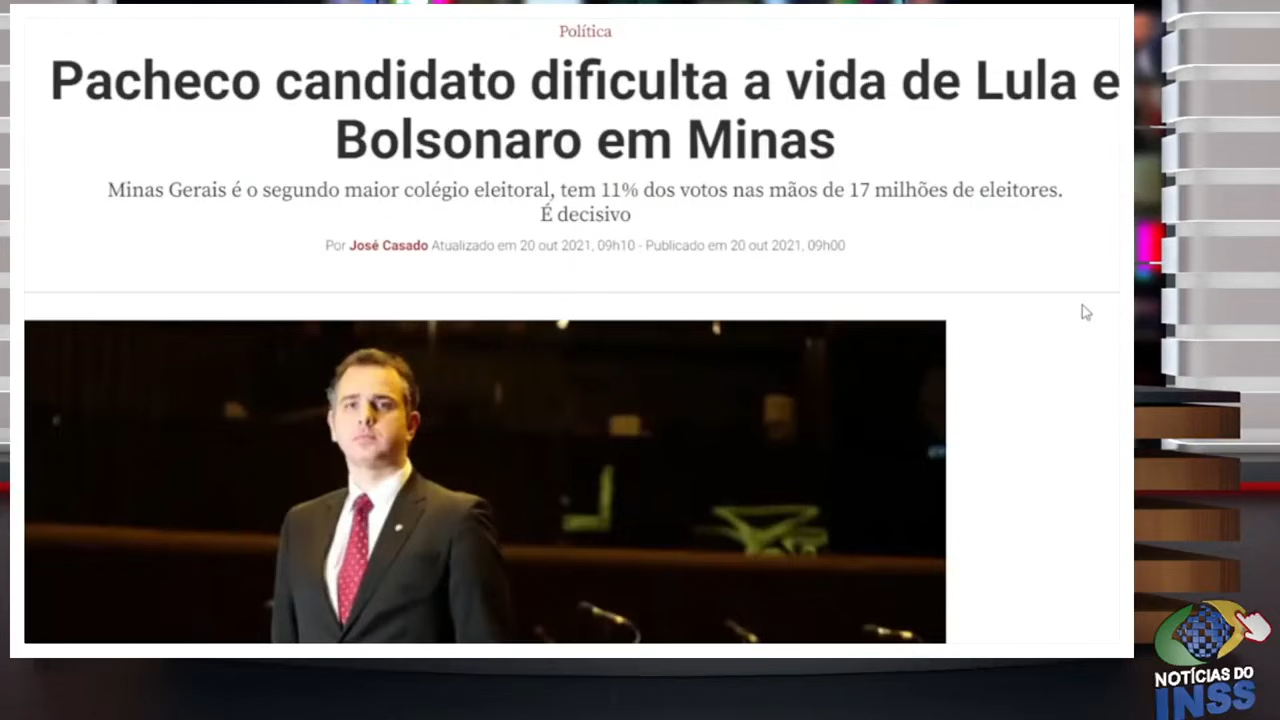 Política
Pacheco candidato dificulta a vida de Lula e
Bolsonaro em Minas
Minas Gerais é o segundo maior colégio eleitoral, tem 11% dos votos nas mãos de 17 milhões de eleitores.
É decisivo
Por José Casado Atualizado em 20 out 2021, 09h10 - Publicado em 20 out 2021, 09h00
NOTÍCIAS DO
INSS